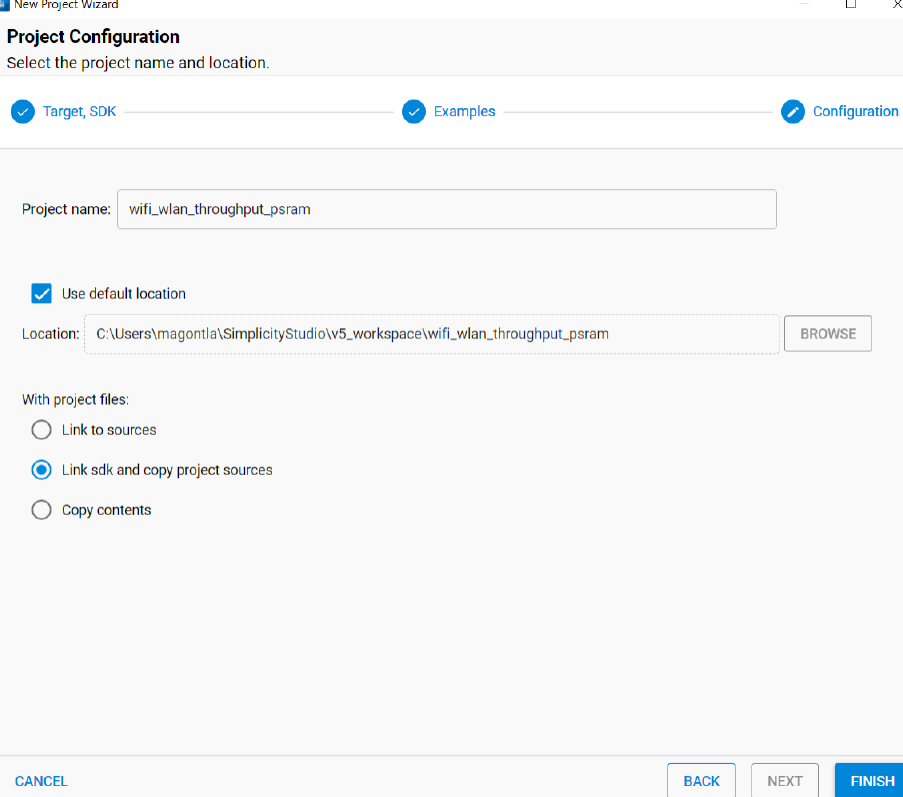 New Project Wizard
Project Configuration
Select the project name and location.
Target, SDK
Examples
Configuration
Project name: wifi_wlan_throughput_psram
Use default location
Location: C:\Users\magontla\SimplicityStudio\v5_workspace\wifi_wlan_throughput_psram BROWSE
With project files:
Link to sources
Link sdk and copy project sources
Copy contents
CANCEL BACK NEXT FINISH